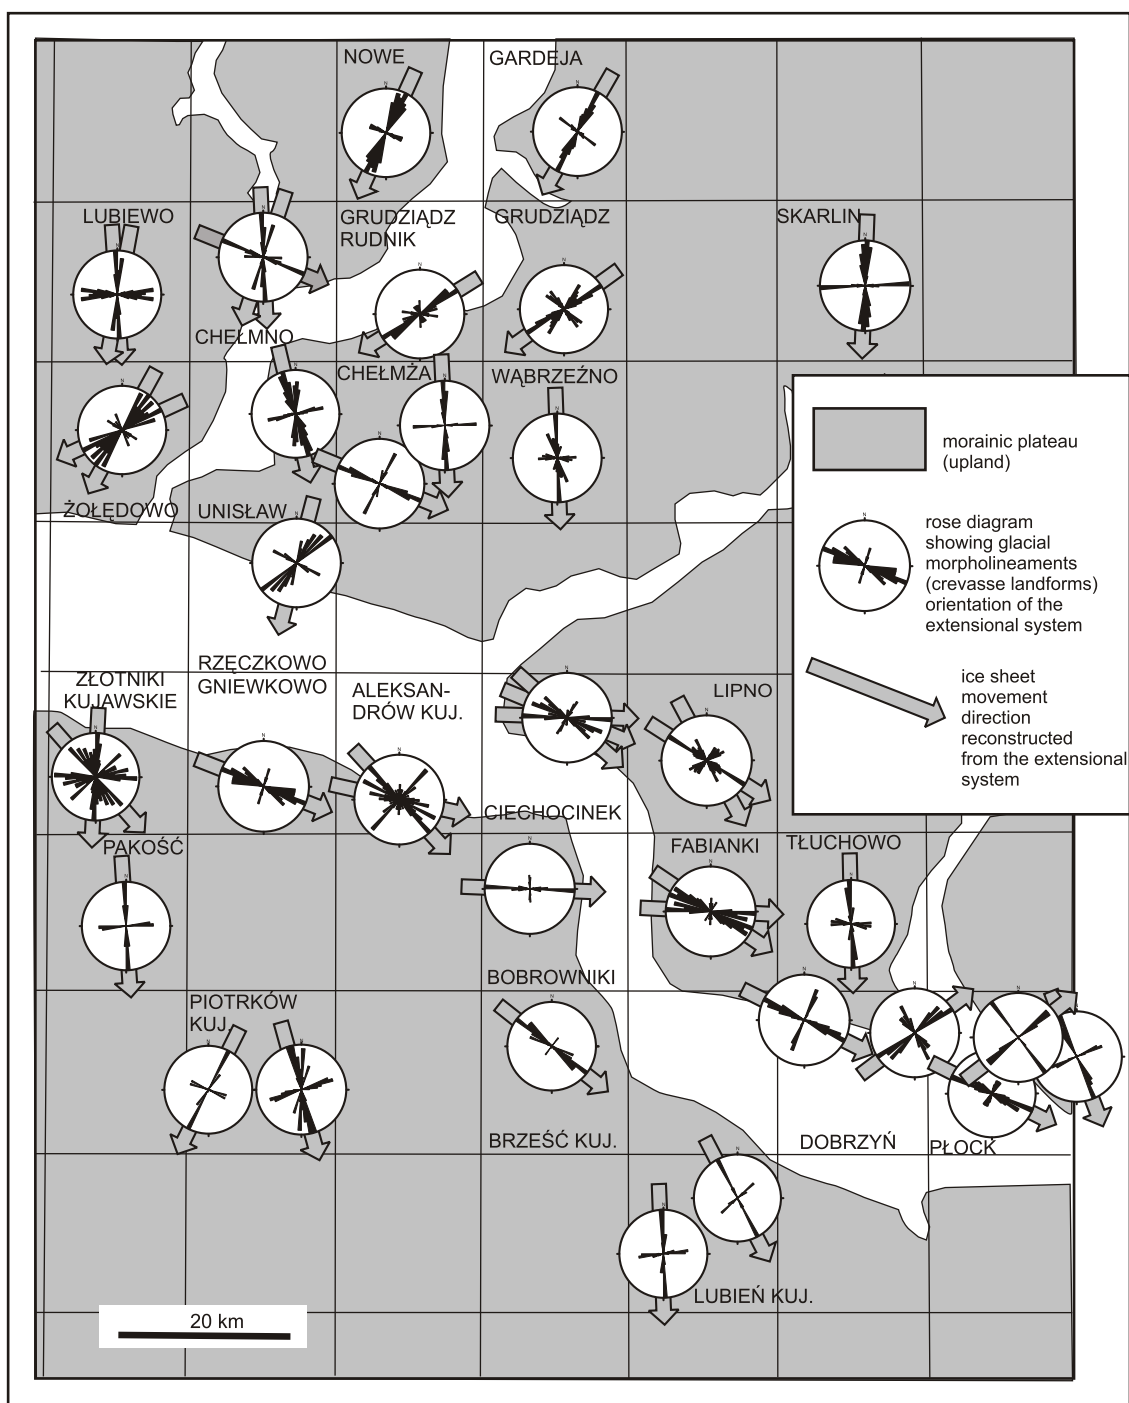 NOWE
GARDEJA
LUBIEWO
GRUDZIĄDZ
RUDNIK
GRUDZIĄDZ
SKARLIN
CHEŁMNO
CHEŁMŻA
WĄBRZEŹNO
ŻOŁĘDOWO
UNISŁAW
morainic plateau
(upland)
rose diagram
showing glacial
morpholineaments
(crevasse landforms)
orientation of the
extensional system
ice sheet
movement
direction
reconstructed
from the extensional
system
ZŁOTNIKI
KUJAWSKIE
RZĘCZKOWO
GNIEWKOWO
ALEKSAN-
DRÓW KUJ.
LIPNO
CIECHOCINEK
PAKOŚĆ
FABIANKI
TŁUCHOWO
PIOTRKÓW
KUJ.
BOBROWNIKI
BRZEŚĆ KUJ.
DOBRZYŃ
PŁOCK
LUBIEŃ KUJ.
20 km